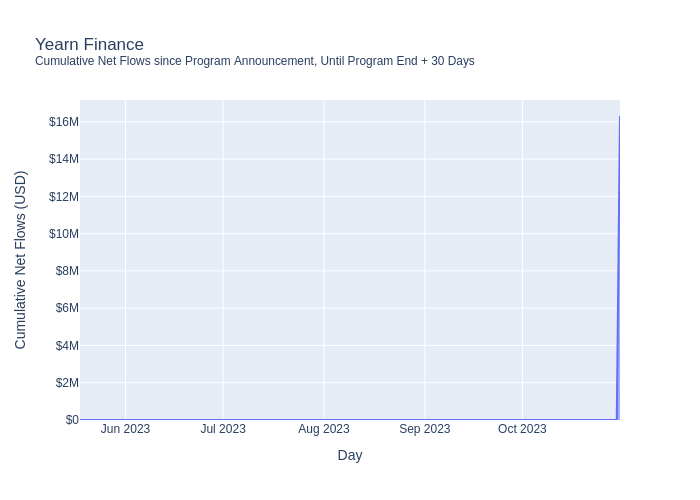 Yearn Finance
Cumulative Net Flows since Program Announcement, Until Program End + 30 Days
Cumulative Net Flows (USD)
$16M
$14M
$12M
$10M
$8M
$6M
$4M
$2M
$0
Jun 2023
Jul 2023
Aug 2023
Sep 2023
Oct 2023
Day